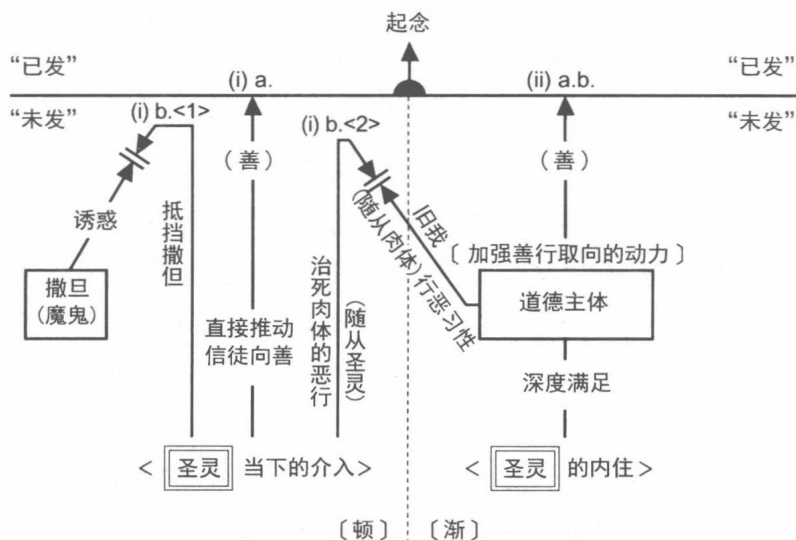 起念
“已发”
(i) a.
(ii) a.b.
“已发”
“未发”
(i) b.<1>
(i) b.<2>
“未发”
（善）
（善）
诱惑
抵挡撒但
撒旦
(魔鬼)
直接推动
信徒向善
治死肉体的恶行
（随从圣灵）
旧我
(随从肉体)行恶习性
〔加强善行取向的动力〕
道德主体
深度满足
<圣灵 当下的介入>
<圣灵 的内住>
〔顿〕
〔渐〕